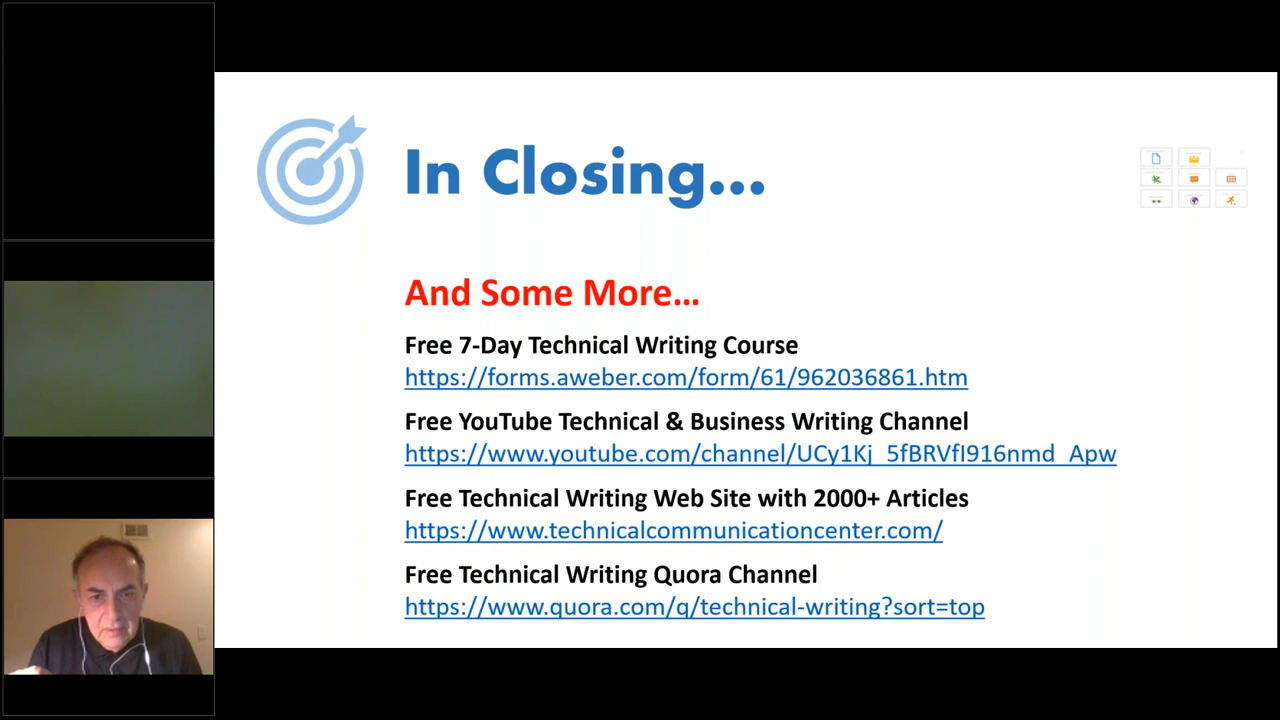 In Closing...
And Some More...
Free 7-Day Technical Writing Course
https://forms.aweber.com/form/61/962036861.htm
Free YouTube Technical & Business Writing Channel
https://www.youtube.com/channel/UCy1Kj_5fBRVfI916nmd_Apw
Free Technical Writing Web Site with 2000+ Articles
https://www.technicalcommunicationcenter.com/
Free Technical Writing Quora Channel
https://www.quora.com/q/technical-writing?sort=top